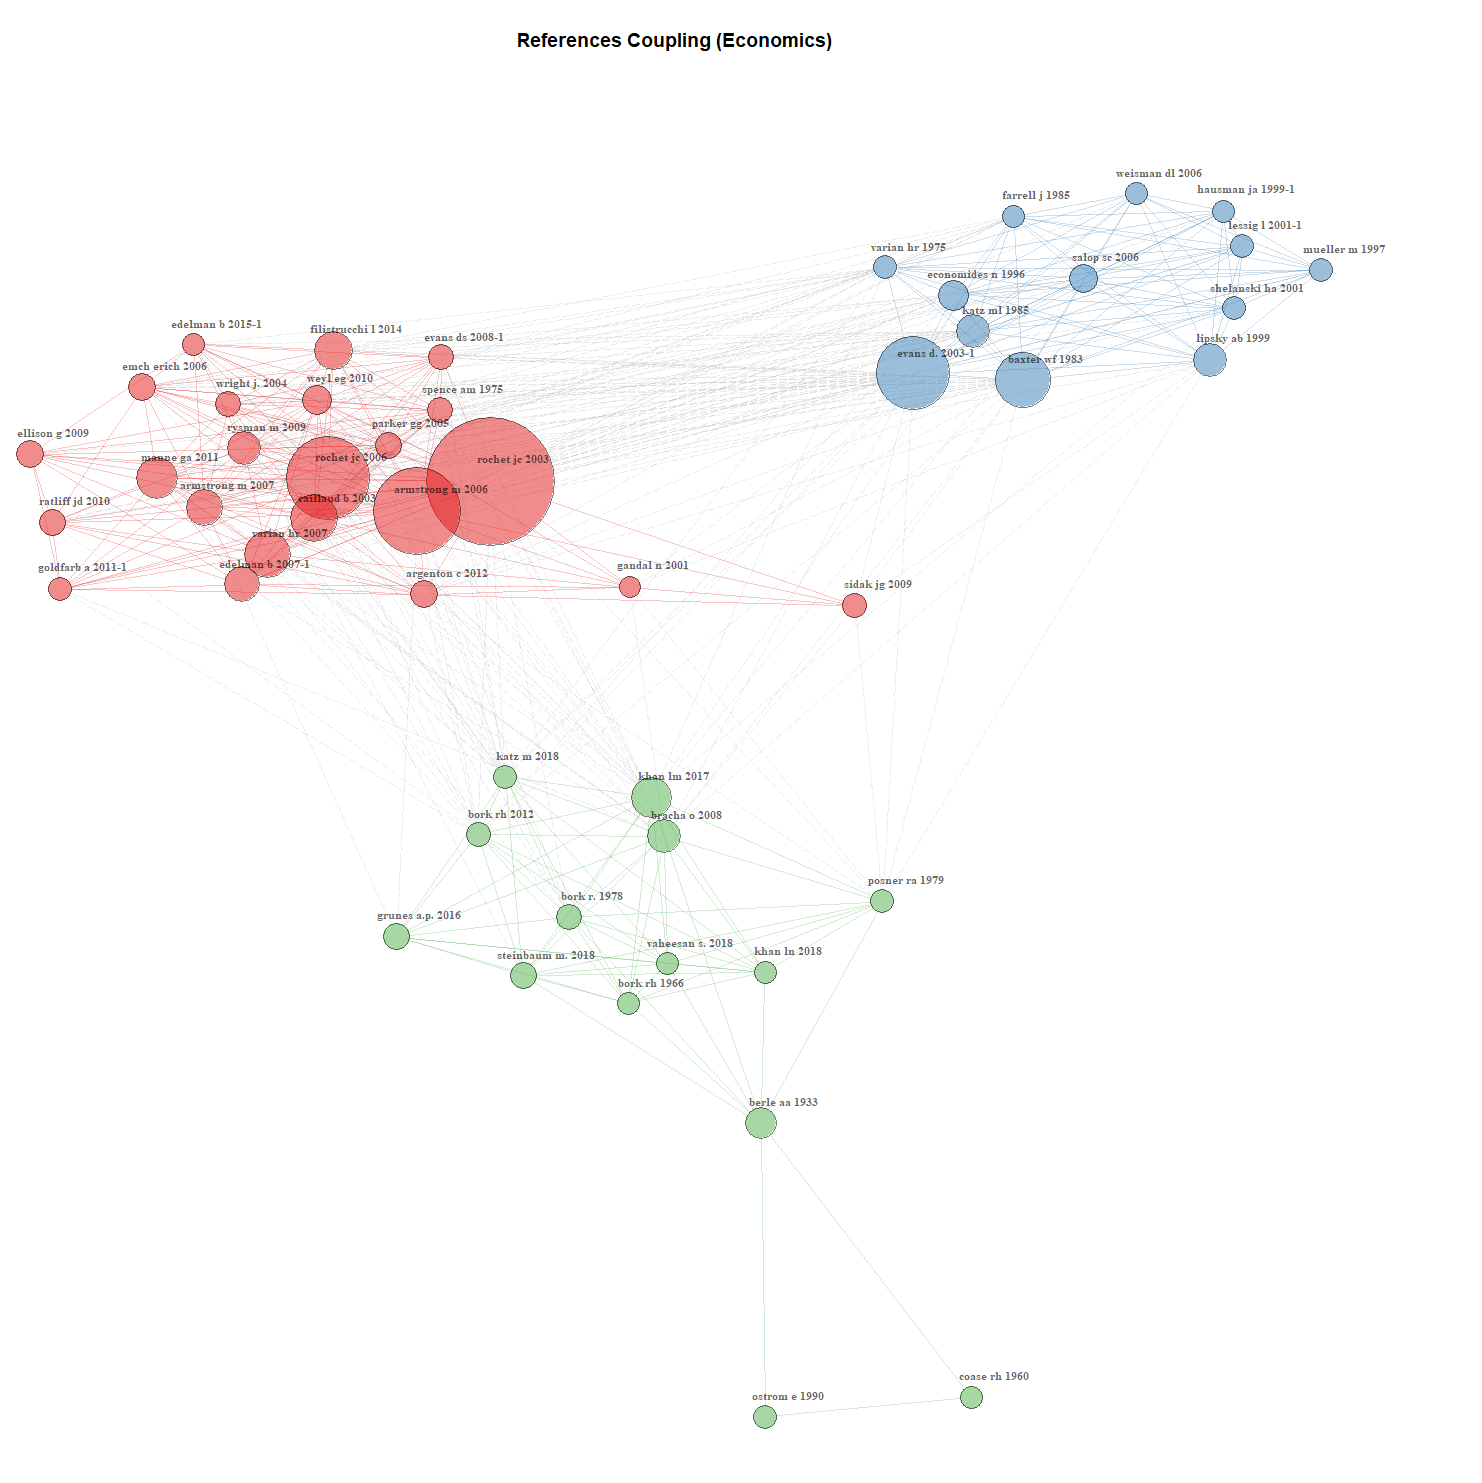 References Coupling (Economics)
weisman dl 2006
hausman ja 1999-1
farrell j 1985
lessig l 2001-1
varian hr 1975
mueller m 1997
salop sc 2006
economides n 1996
shelanski ha 2001
katz ml 1985
edelman b 2015-1
filistrucchi l 2014
evans ds 2008-1
lipsky ab 1999
evans d. 2003-1
baxter wf 1983
emch erich 2006
wright j. 2004
weyl eg 2010
spence am 1975
parker gg 2005
ellison g 2009
rysman m 2009
manne ga 2011
rochet jc 2006
rochet jc 2003
armstrong m 2007
armstrong m 2006
caillaud b 2003
ratliff jd 2010
varian hr 2007
goldfarb a 2011-1
edelman b 2007-1
argenton c 2012
gandal n 2001
sidak jg 2009
katz m 2018
khan lm 2017
bork rh 2012
bracha o 2008
posner ra 1979
bork r. 1978
grunes a.p. 2016
vaheesan s. 2018
steinbaum m. 2018
khan ln 2018
bork rh 1966
berle aa 1933
coase rh 1960
ostrom e 1990